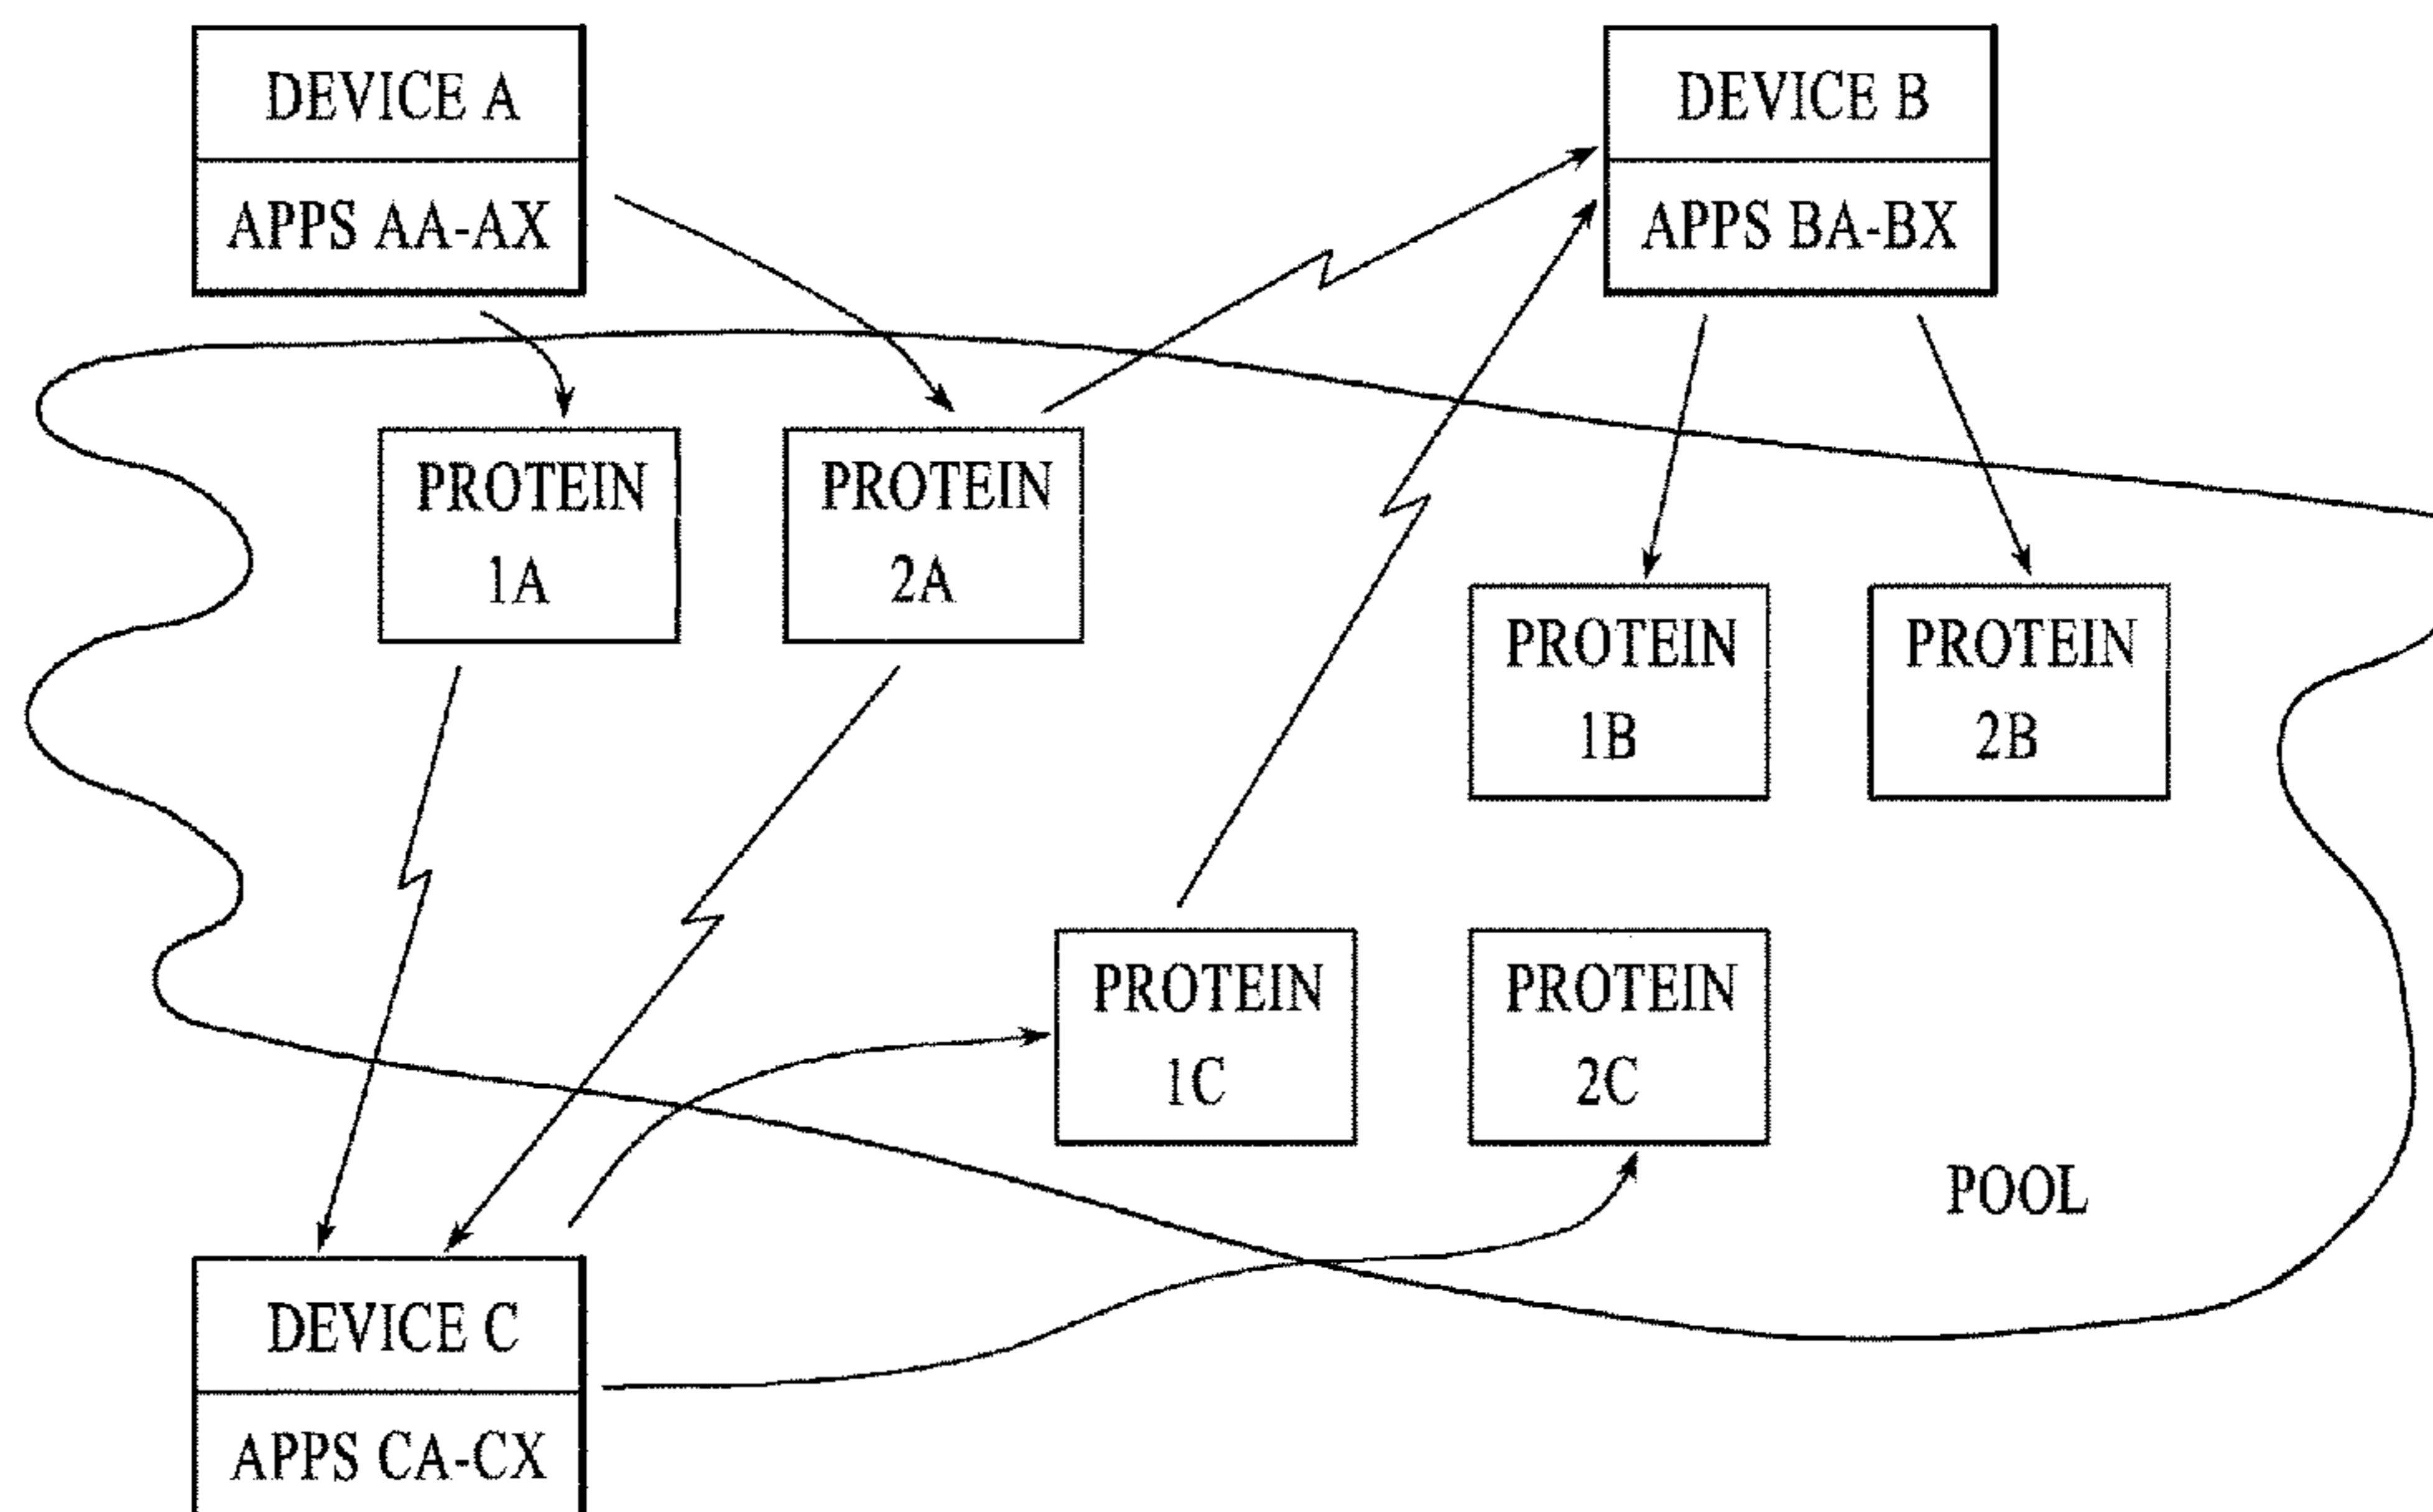 DEVICE A
APPS AA-AX
DEVICE B
APPS BA-BX
PROTEIN
1A
PROTEIN
2A
PROTEIN
1B
PROTEIN
2B
PROTEIN
1C
PROTEIN
2C
POOL
DEVICE C
APPS CA-CX